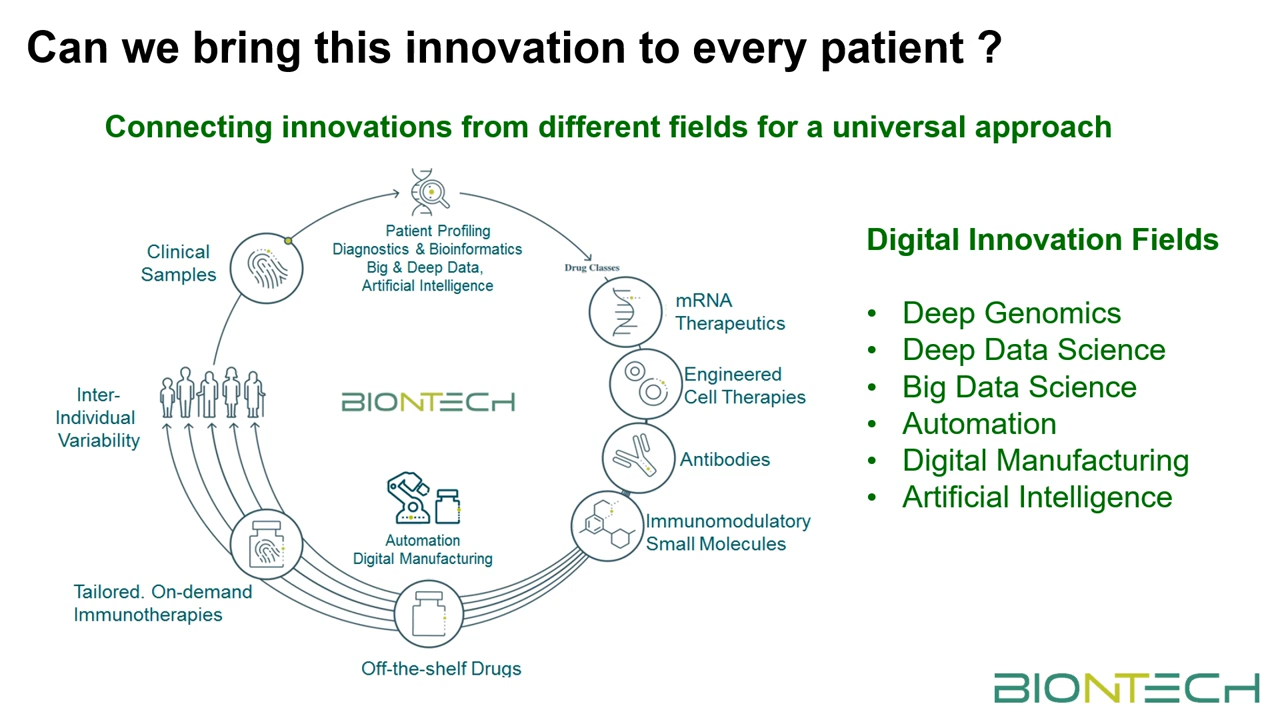 Can we bring this innovation to every patient ?
Connecting innovations from different fields for a universal approach
Patient Profiling
Diagnostics & Bioinformatics
Big & Deep Data,
Artificial Intelligence
Clinical
Samples
Drug Classes
mRNA
Therapeutics
Engineered
Cell Therapies
Antibodies
Immunomodulatory
Small Molecules
Inter-
Individual
Variability
BIONTECH
Automation
Digital Manufacturing
Tailored. On-demand
Immunotherapies
Off-the-shelf Drugs
Digital Innovation Fields
• Deep Genomics
• Deep Data Science
• Big Data Science
• Automation
• Digital Manufacturing
• Artificial Intelligence
BIONTECH